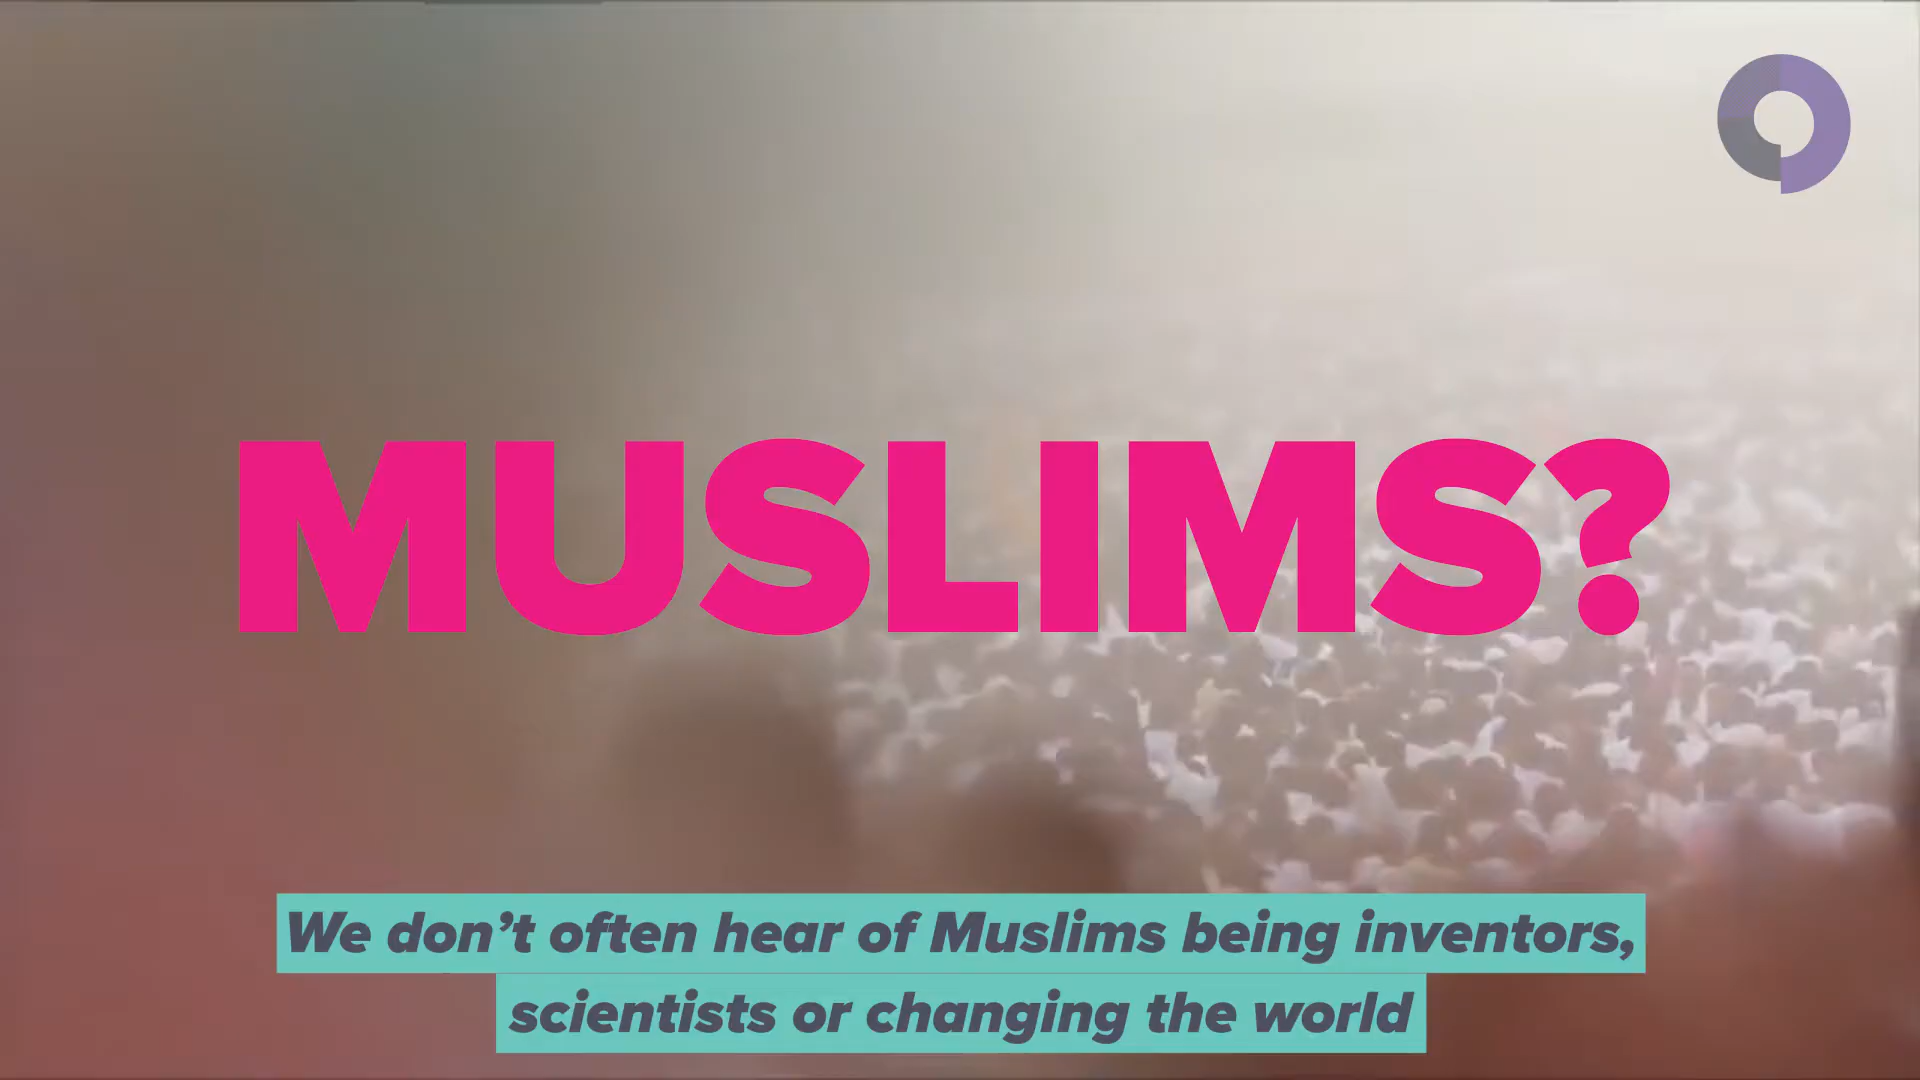 MUSLIMS?
We don’t often hear of Muslims being inventors,
scientists or changing the world